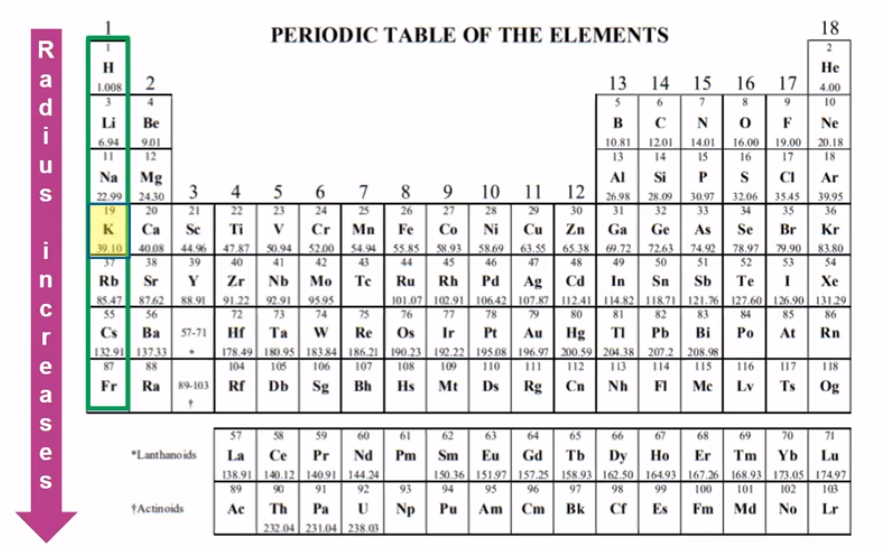 Radius increases
PERIODIC TABLE OF THE ELEMENTS
1 18
1 2
H He
1.008 2 13 14 15 16 17 4.00
3 4 5 6 7 8 9 10
Li Be B C N O F Ne
6.94 9.01 10.81 12.01 14.01 16.00 19.00 20.18
11 12 13 14 15 16 17 18
Na Mg Al Si P S Cl Ar
22.99 24.30 3 4 5 6 7 8 9 10 11 12 26.98 28.09 30.97 32.06 35.45 39.95
19 20 21 22 23 24 25 26 27 28 29 30 31 32 33 34 35 36
K Ca Sc Ti V Cr Mn Fe Co Ni Cu Zn Ga Ge As Se Br Kr
39.10 40.08 44.96 47.87 50.94 52.00 54.94 55.85 58.93 58.69 63.55 65.38 69.72 72.63 74.92 78.97 79.90 83.80
37 38 39 40 41 42 43 44 45 46 47 48 49 50 51 52 53 54
Rb Sr Y Zr Nb Mo Tc Ru Rh Pd Ag Cd In Sn Sb Te I Xe
85.47 87.62 88.91 91.22 92.91 95.95 101.07 102.91 106.42 107.87 112.41 114.82 118.71 121.76 127.60 126.90 131.29
55 56 72 73 74 75 76 77 78 79 80 81 82 83 84 85 86
Cs Ba 57-71 Hf Ta W Re Os Ir Pt Au Hg Tl Pb Bi Po At Rn
132.91 137.33 * 178.49 180.95 183.84 186.21 190.23 192.22 195.08 196.97 200.59 204.38 207.2 208.98
87 88 104 105 106 107 108 109 110 111 112 113 114 115 116 117 118
Fr Ra 89-103 Rf Db Sg Bh Hs Mt Ds Rg Cn Nh Fl Mc Lv Ts Og
†
57 58 59 60 61 62 63 64 65 66 67 68 69 70 71
*Lanthanoids La Ce Pr Nd Pm Sm Eu Gd Tb Dy Ho Er Tm Yb Lu
138.91 140.12 140.91 144.24 150.36 151.97 157.25 158.93 162.50 164.93 167.26 168.93 173.05 174.97
89 90 91 92 93 94 95 96 97 98 99 100 101 102 103
†Actinoids Ac Th Pa U Np Pu Am Cm Bk Cf Es Fm Md No Lr
232.04 231.04 238.03